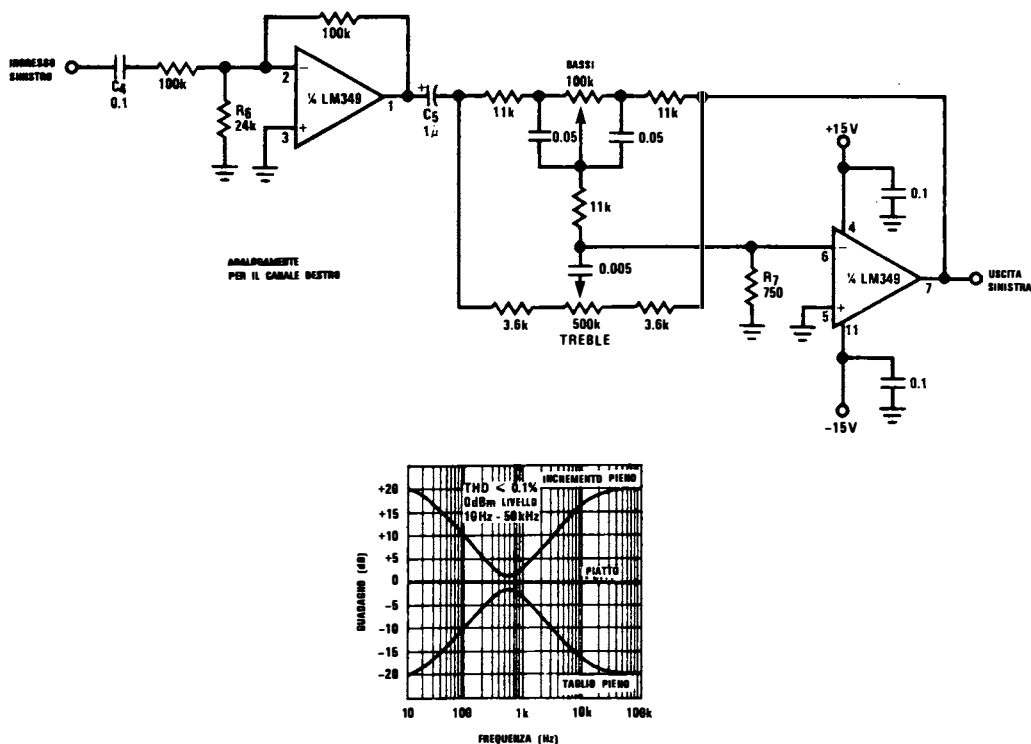 100k
INGRESSO
SINISTRO
C4
0.1
100k
R6
24k
2
3
¼ LM349
1
+
C5
1µ
BASSI
100k
11k
11k
0.05
0.05
11k
0.005
3.6k
500k
3.6k
TREBLE
ANALOGAMENTE
PER IL CANALE DESTRO
R7
750
+15V
0.1
4
6
¼ LM349
7
5
11
USCITA
SINISTRA
0.1
−15V
GUADAGNO (dB)
+20
+15
+10
+5
0
−5
−10
−15
−20
THD < 0.1%
0dBm LIVELLO
10Hz - 50kHz
INCREMENTO PIENO
PIATTO
TAGLIO PIENO
10
100
1k
10k
100k
FREQUENZA (Hz)